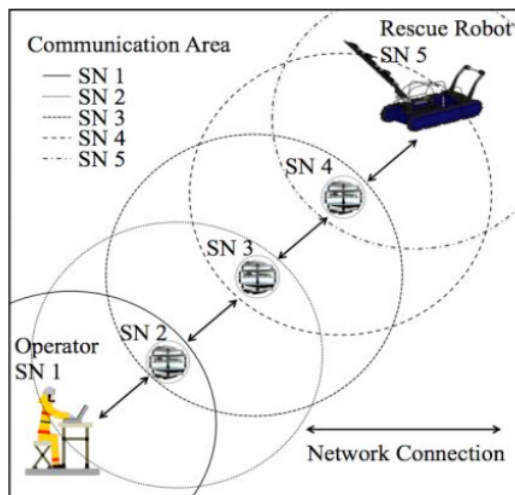 Communication Area
SN 1
SN 2
SN 3
SN 4
SN 5
Rescue Robot
SN 5
SN 4
SN 3
SN 2
Operator
SN 1
Network Connection